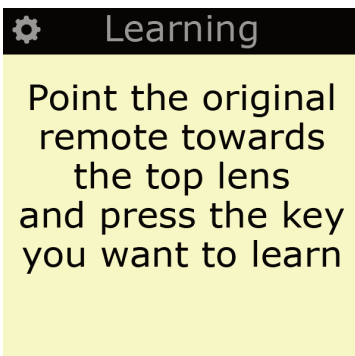 Learning
Point the original
remote towards
the top lens
and press the key
you want to learn